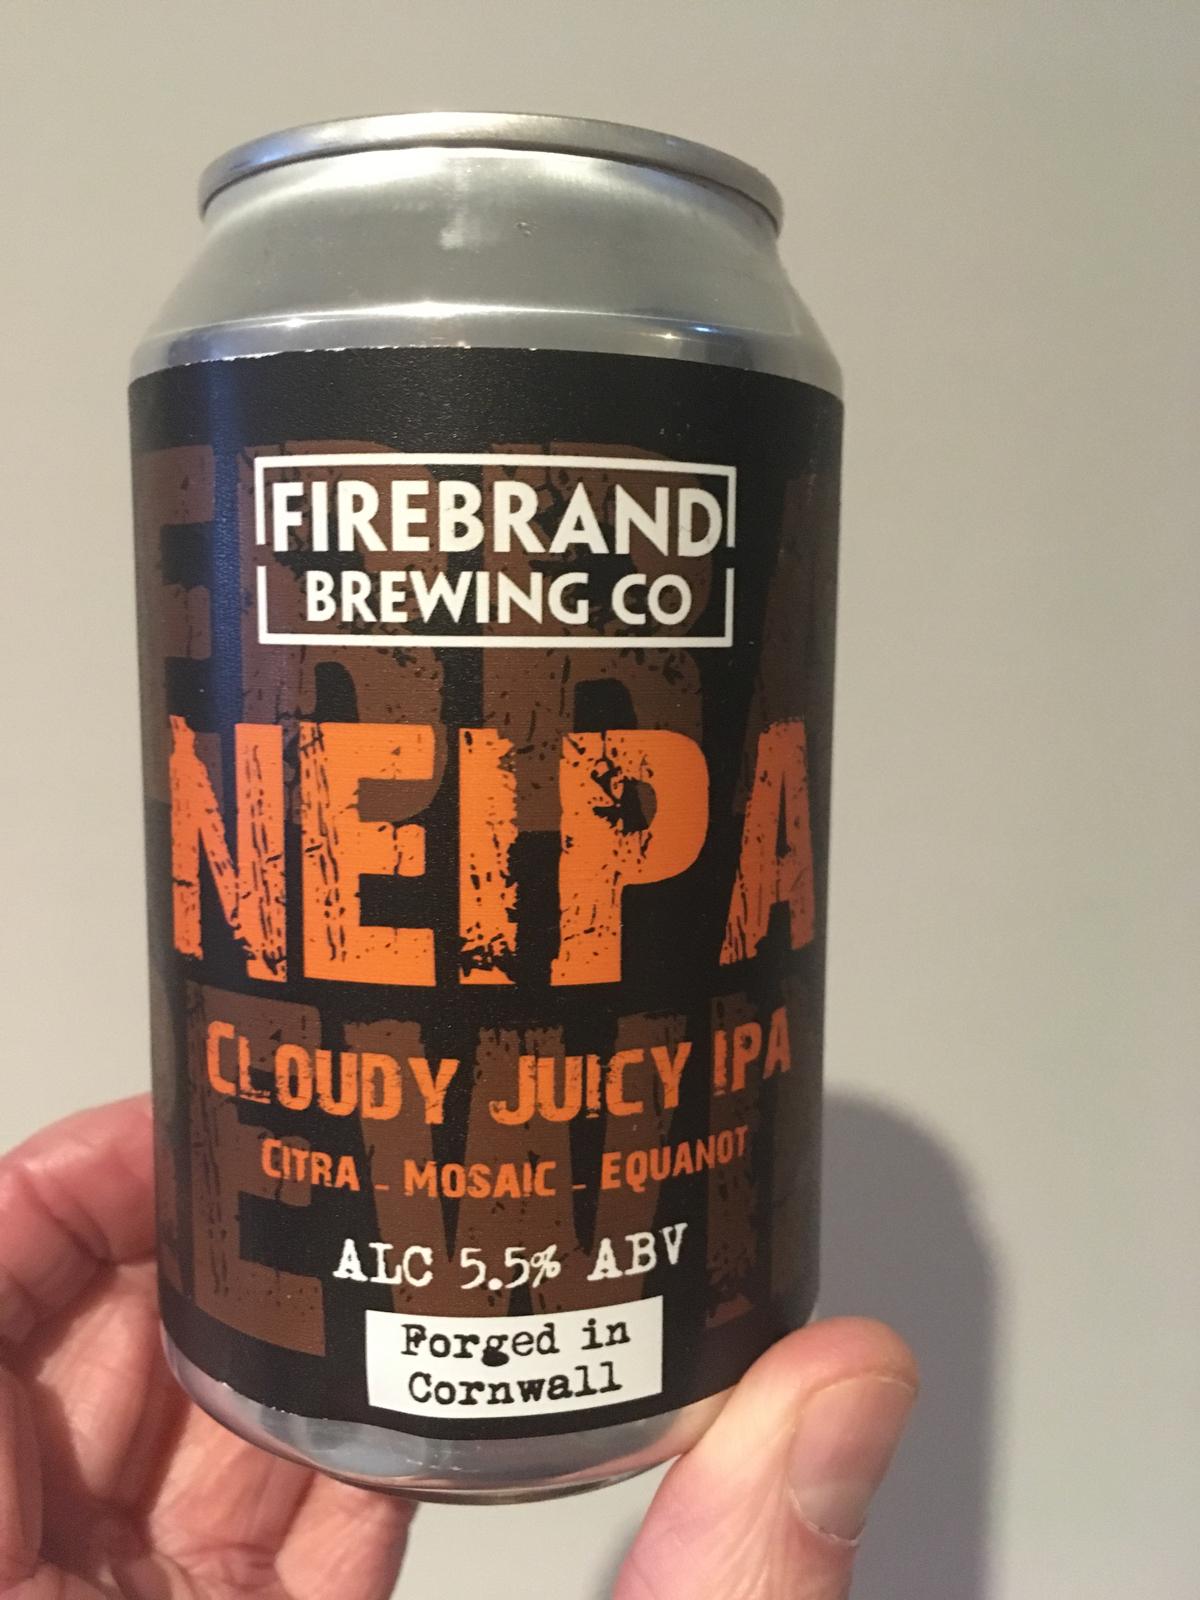 FIREBRAND
BREWING CO
NEIPA
CLOUDY JUICY IPA
CITRA - MOSAIC - EQUANOT
ALC 5.5% ABV
Forged in
Cornwall